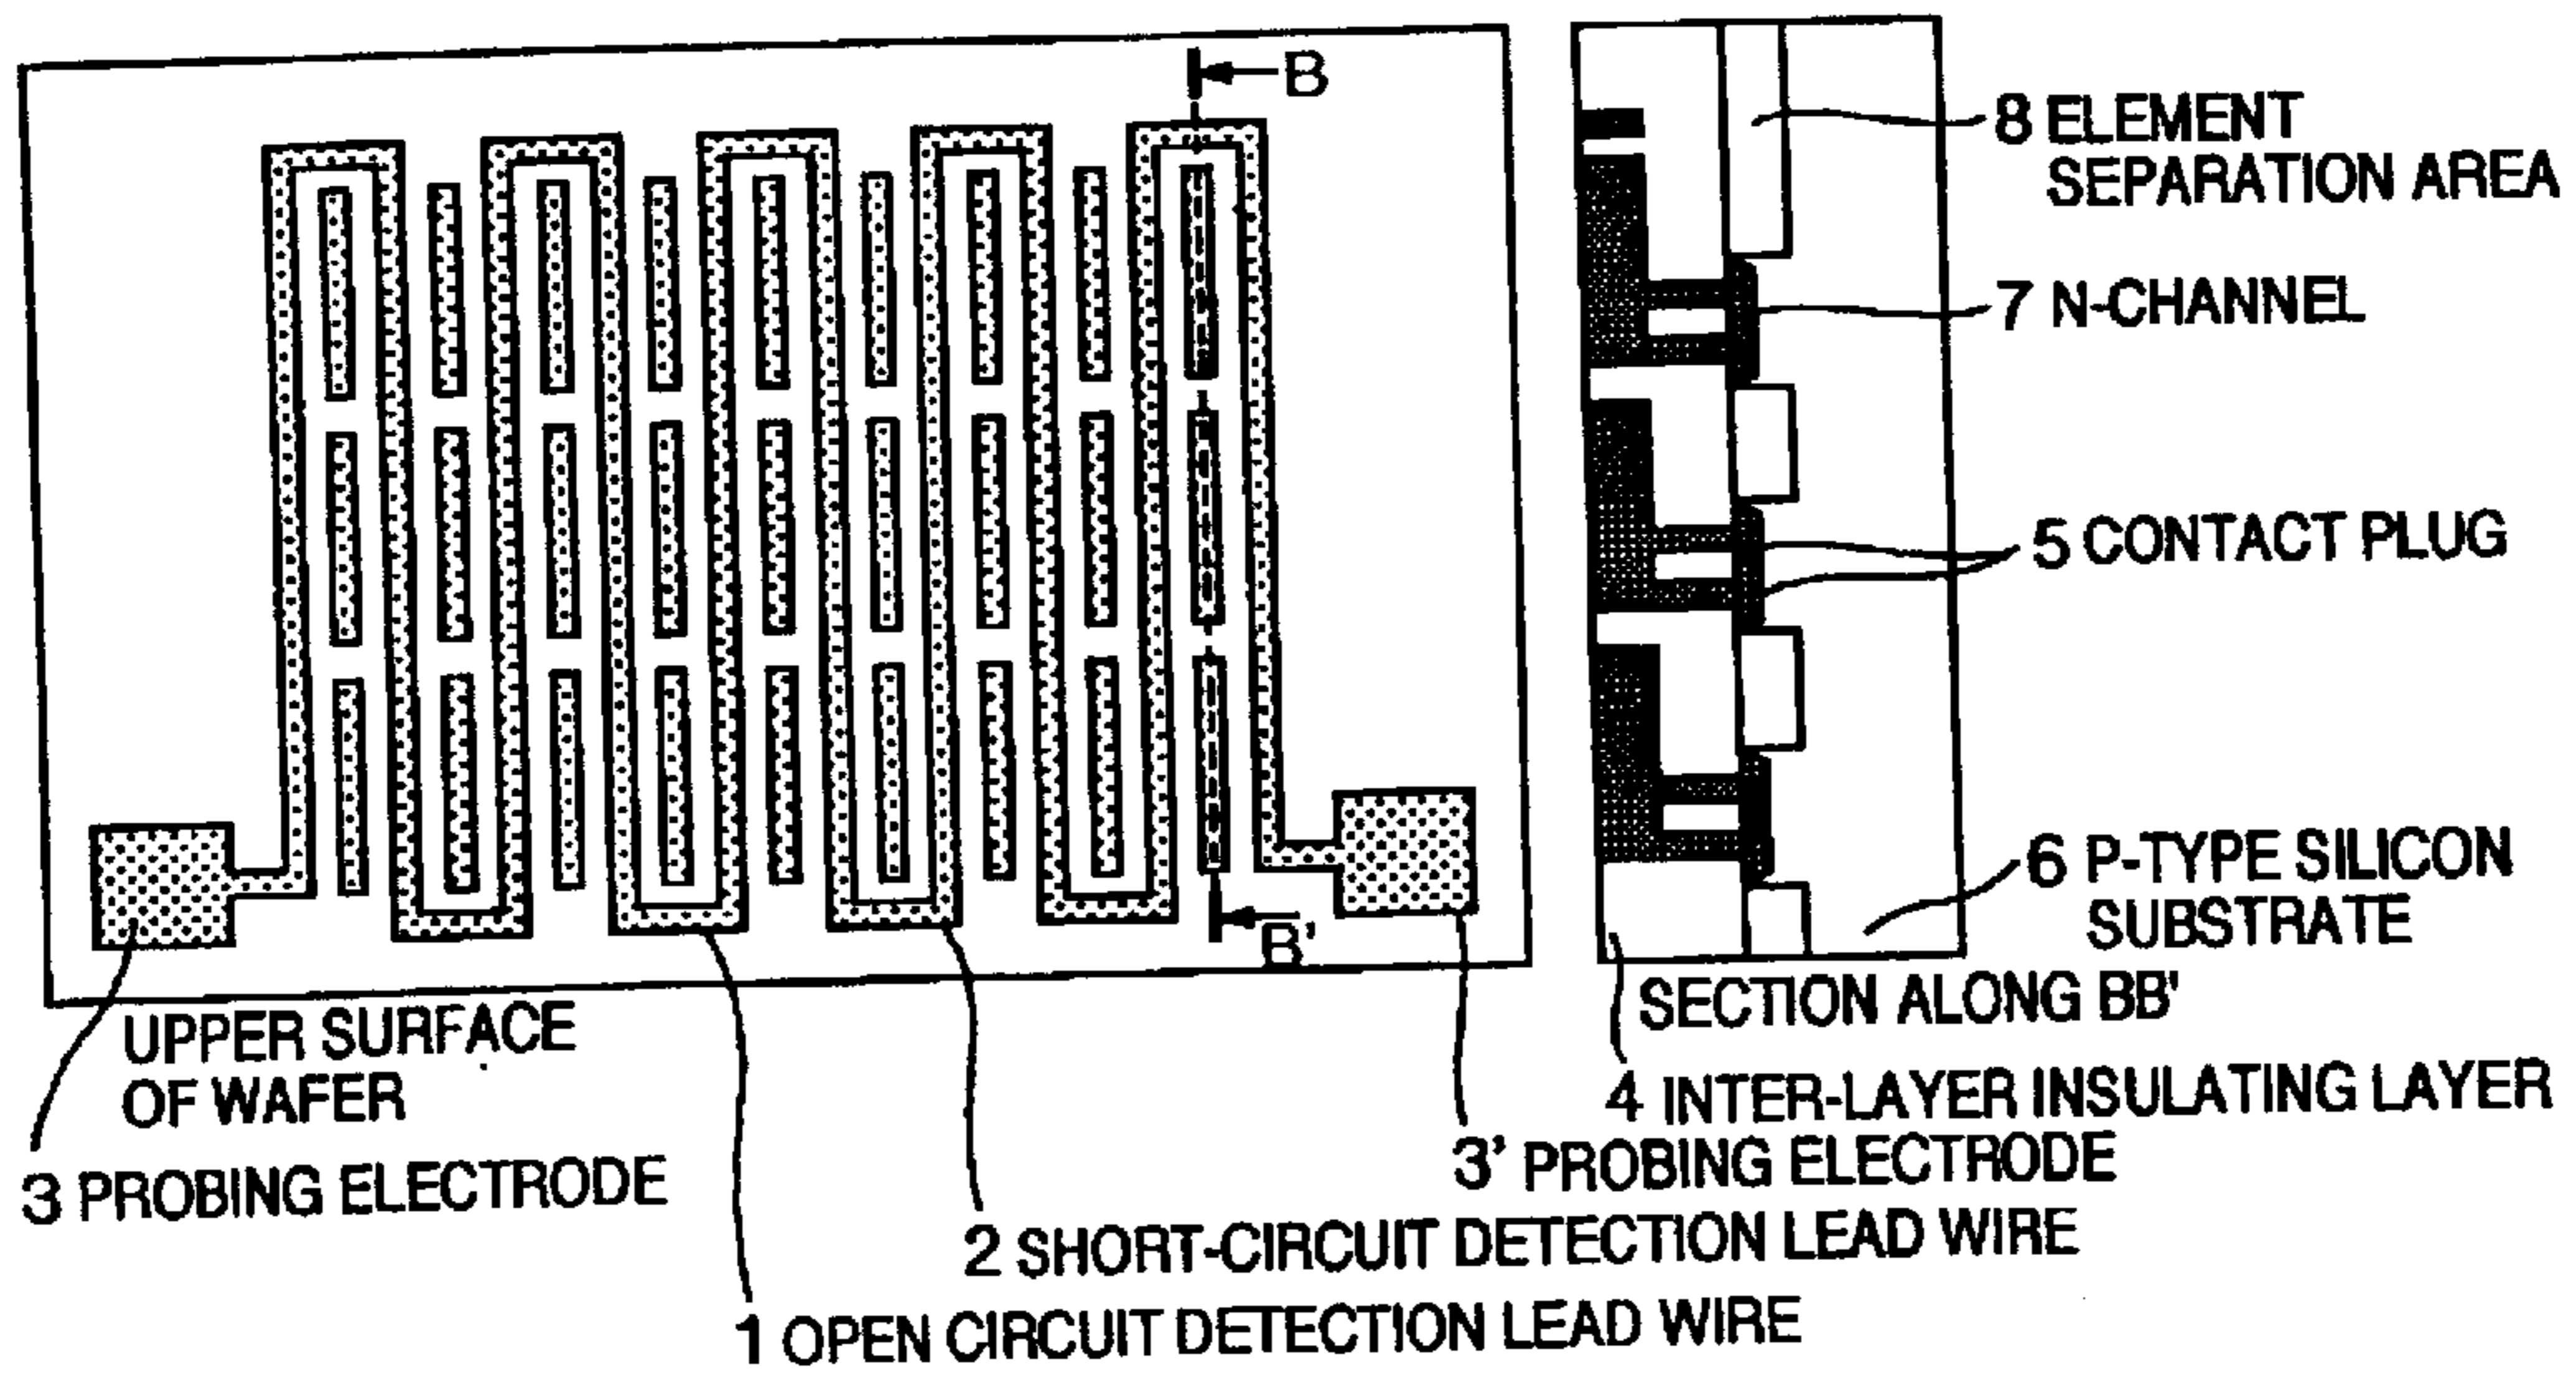 B
B'
UPPER SURFACE
OF WAFER
3 PROBING ELECTRODE
1 OPEN CIRCUIT DETECTION LEAD WIRE
2 SHORT-CIRCUIT DETECTION LEAD WIRE
3' PROBING ELECTRODE
8 ELEMENT
SEPARATION AREA
7 N-CHANNEL
5 CONTACT PLUG
6 P-TYPE SILICON
SUBSTRATE
SECTION ALONG BB'
4 INTER-LAYER INSULATING LAYER